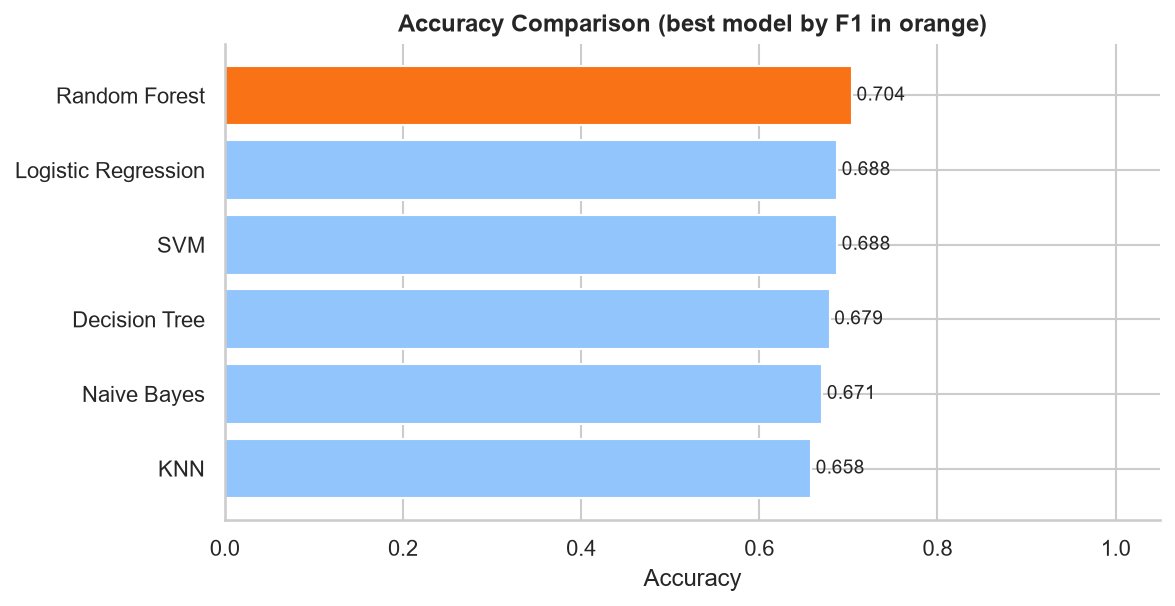 Accuracy Comparison (best model by F1 in orange)
Random Forest 0.704
Logistic Regression 0.688
SVM 0.688
Decision Tree 0.679
Naive Bayes 0.671
KNN 0.658
0.0 0.2 0.4 0.6 0.8 1.0
Accuracy